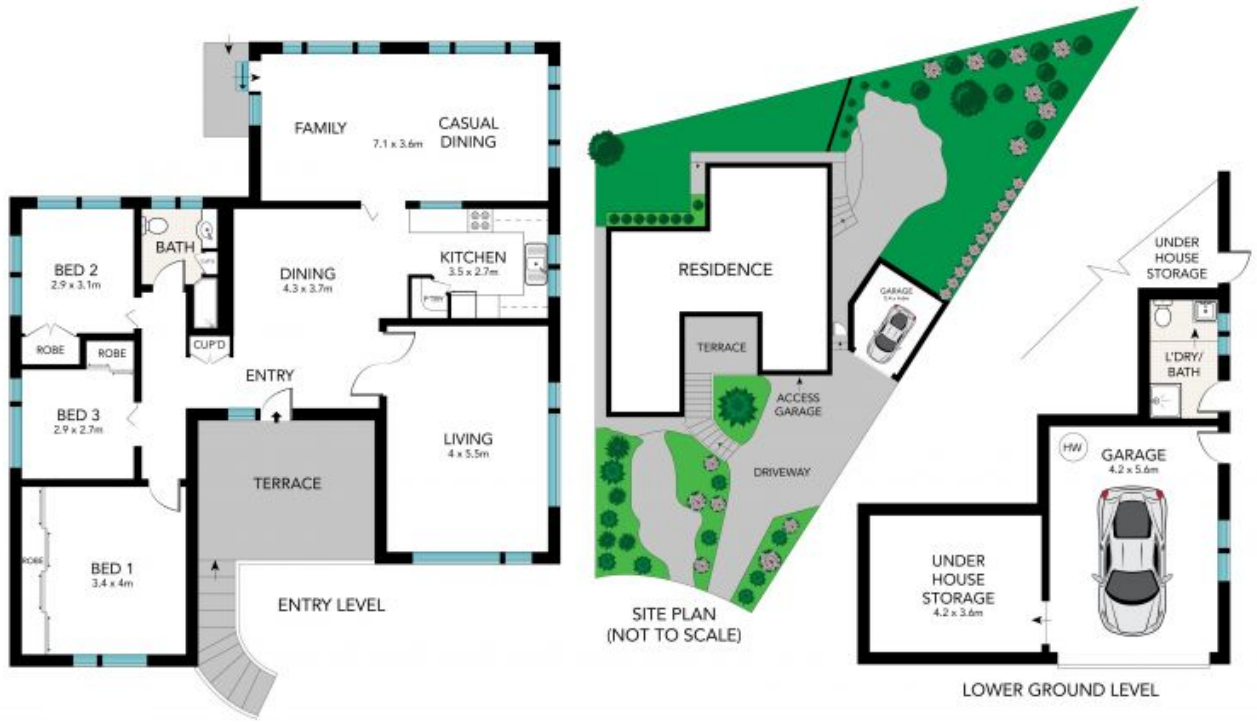 FAMILY
CASUAL
DINING
7.1 x 3.6m
BED 2
2.9 x 3.1m
BATH
CUP'D
DINING
4.3 x 3.7m
KITCHEN
3.5 x 2.7m
P'TRY
ROBE
ROBE
CUP'D
ENTRY
BED 3
2.9 x 2.7m
LIVING
4 x 5.5m
TERRACE
ROBE
BED 1
3.4 x 4m
ENTRY LEVEL
RESIDENCE
GARAGE
TERRACE
ACCESS
GARAGE
DRIVEWAY
SITE PLAN
(NOT TO SCALE)
UNDER
HOUSE
STORAGE
L'DRY/
BATH
HW
GARAGE
4.2 x 5.6m
UNDER
HOUSE
STORAGE
4.2 x 3.6m
LOWER GROUND LEVEL